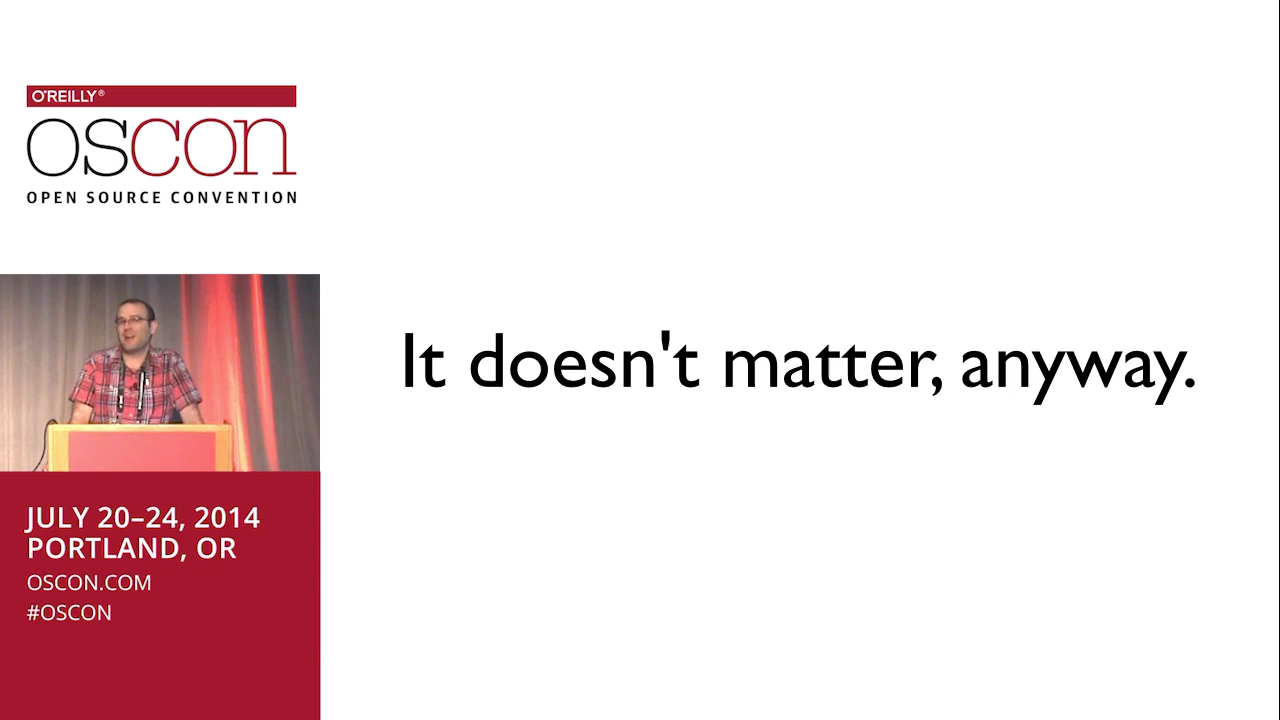 O'REILLY®
OSCON
OPEN SOURCE CONVENTION
It doesn't matter, anyway.
JULY 20–24, 2014
PORTLAND, OR
OSCON.COM
#OSCON